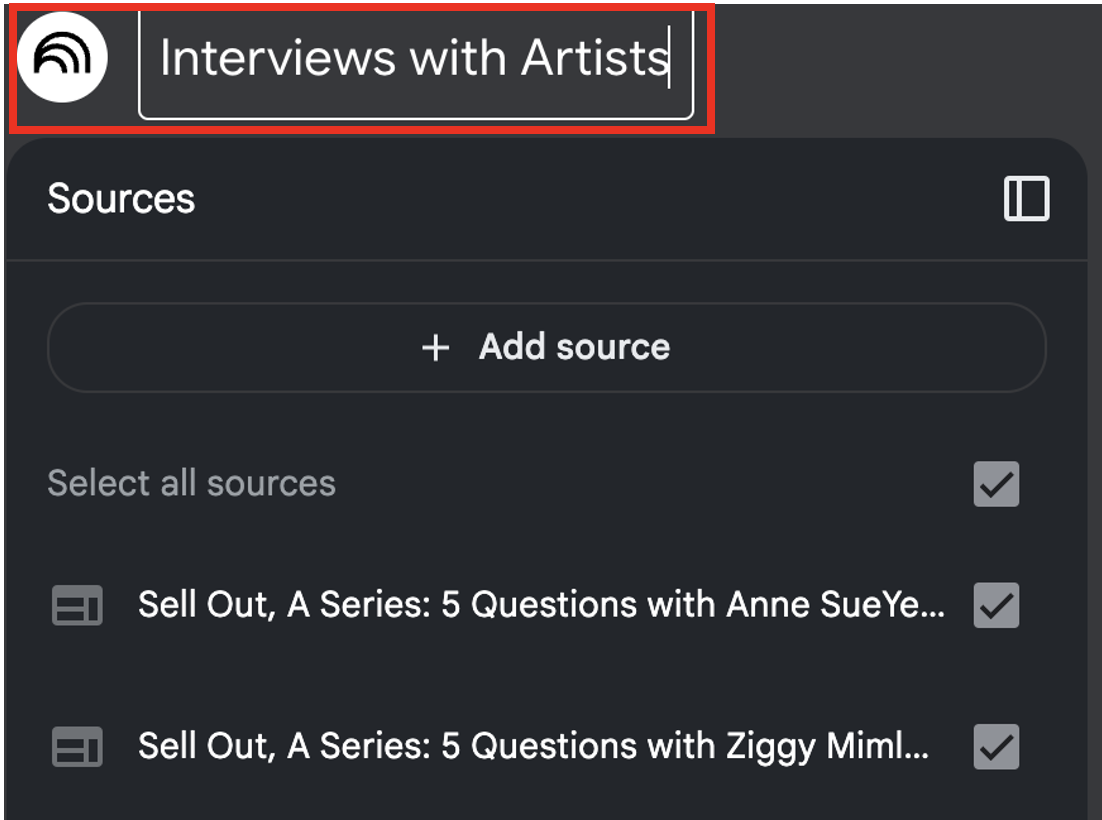 Interviews with Artists
Sources
+ Add source
Select all sources
Sell Out, A Series: 5 Questions with Anne SueYe...
Sell Out, A Series: 5 Questions with Ziggy Miml...